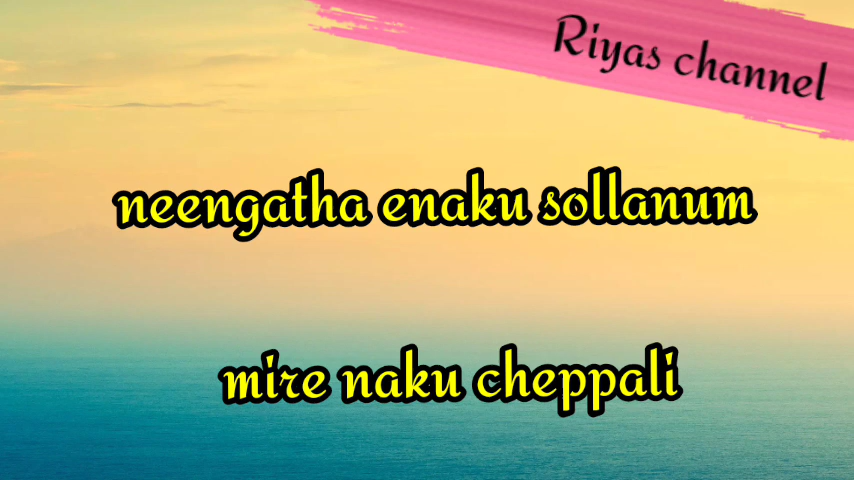 Riyas channel
neengatha enaku sollanum
mire naku cheppali